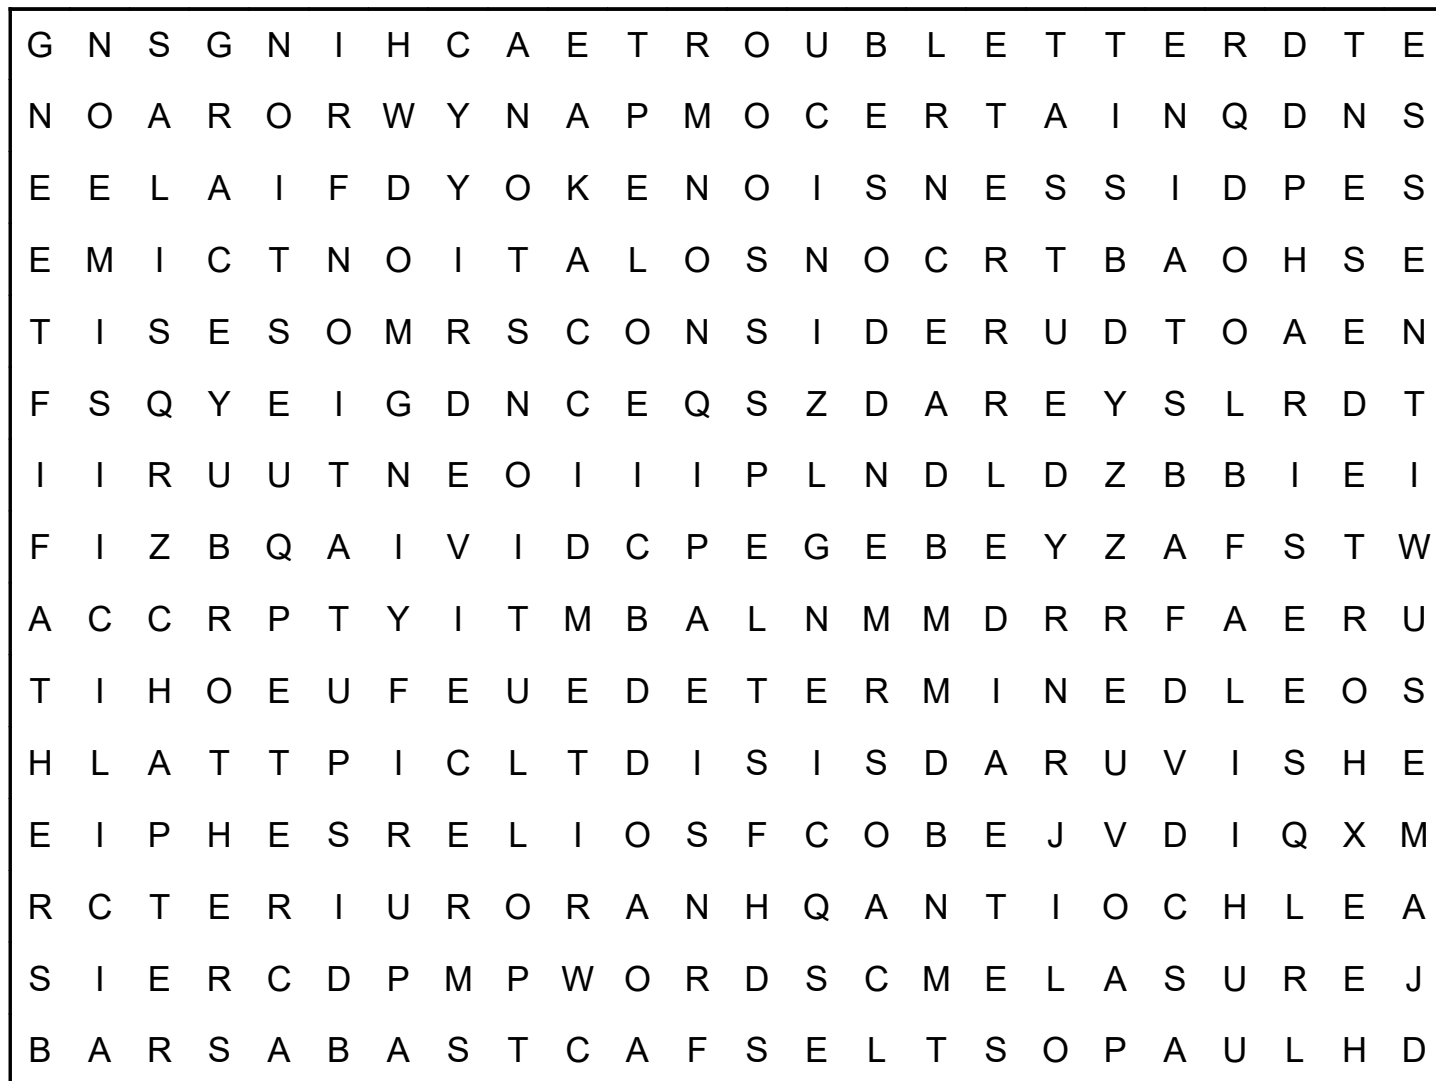 G N S G N I H C A E T R O U B L E T T E R D T E
N O A R O R W Y N A P M O C E R T A I N Q D N S
E E L A I F D Y O K E N O I S N E S S I D P E S
E M I C T N O I T A L O S N O C R T B A O H S E
T I S E S O M R S C O N S I D E R U D T O A E N
F S Q Y E I G D N C E Q S Z D A R E Y S L R D T
I I R U U T N E O I I I P L N D L D Z B B I E I
F I Z B Q A I V I D C P E G E B E Y Z A F S T W
A C C R P T Y I T M B A L N M M D R R F A E R U
T I H O E U F E U E D E T E R M I N E D L E O S
H L A T T P I C L T D I S I S D A R U V I S H E
E I P H E S R E L I O S F C O B E J V D I Q X M
R C T E R I U R O R A N H Q A N T I O C H L E A
S I E R C D P M P W O R D S C M E L A S U R E J
B A R S A B A S T C A F S E L T S O P A U L H D